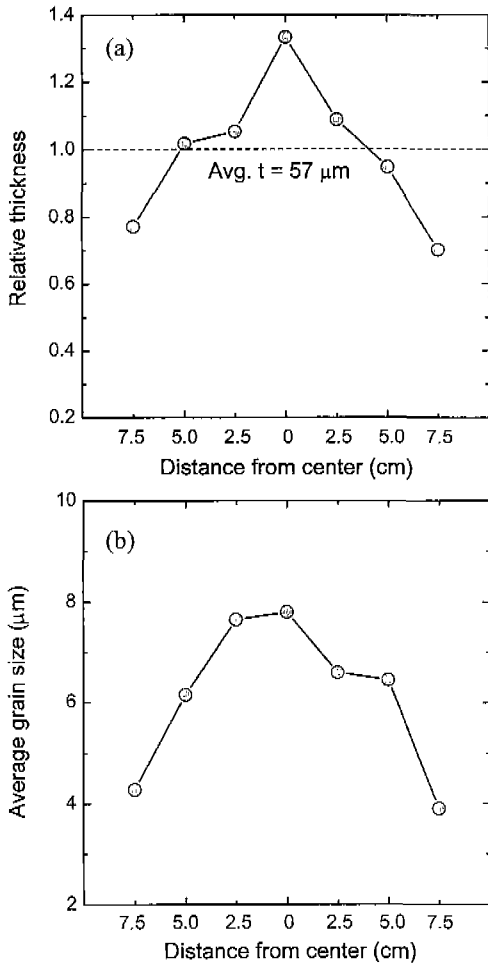 1.4
(a)
1.2
1.0
Avg. t = 57 μm
0.8
0.6
0.4
0.2
Relative thickness
7.5 5.0 2.5 0 2.5 5.0 7.5
Distance from center (cm)
10
(b)
8
6
4
2
Average grain size (μm)
7.5 5.0 2.5 0 2.5 5.0 7.5
Distance from center (cm)